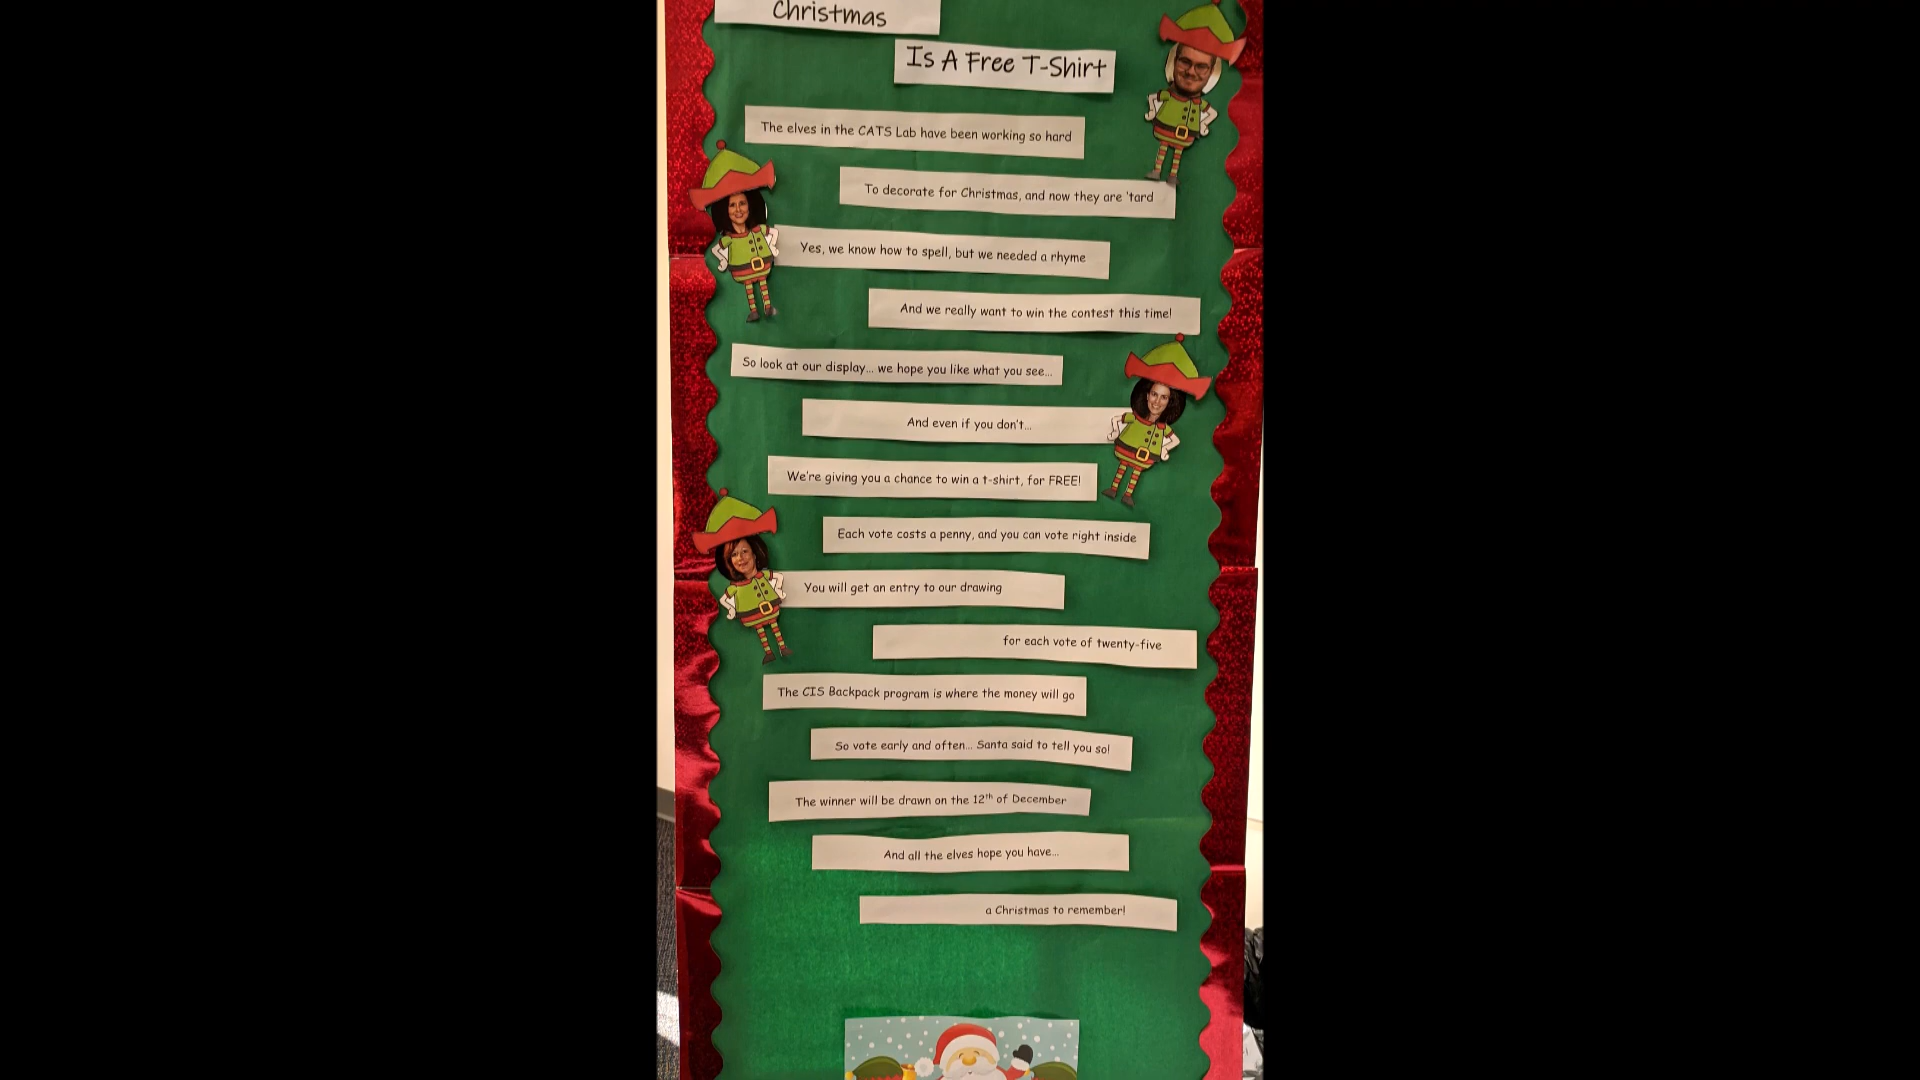 Christmas
Is A Free T-Shirt
The elves in the CATS Lab have been working so hard
To decorate for Christmas, and now they are 'tard
Yes, we know how to spell, but we needed a rhyme
And we really want to win the contest this time!
So look at our display... we hope you like what you see...
And even if you don't...
We're giving you a chance to win a t-shirt, for FREE!
Each vote costs a penny, and you can vote right inside
You will get an entry to our drawing
for each vote of twenty-five
The CIS Backpack program is where the money will go
So vote early and often... Santa said to tell you so!
The winner will be drawn on the 12th of December
And all the elves hope you have...
a Christmas to remember!